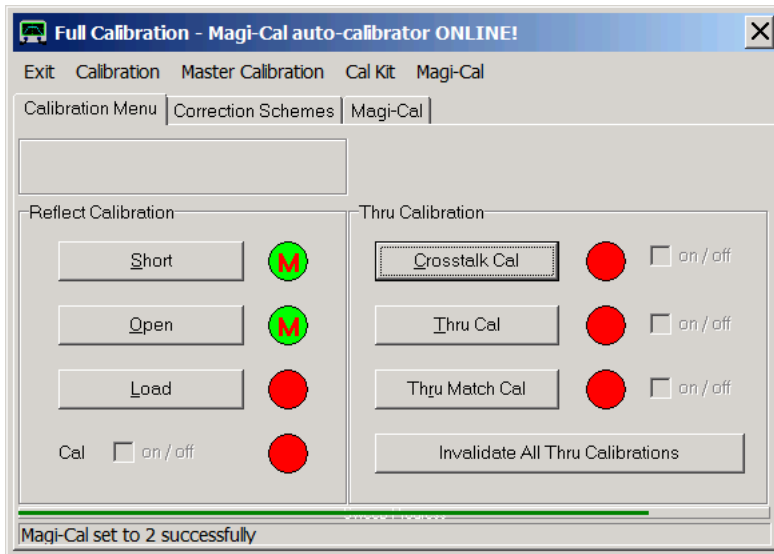 Full Calibration - Magi-Cal auto-calibrator ONLINE!
Exit Calibration Master Calibration Cal Kit Magi-Cal
Calibration Menu Correction Schemes Magi-Cal
Reflect Calibration
Short M
Open M
Load
Cal on / off
Thru Calibration
Crosstalk Cal on / off
Thru Cal on / off
Thru Match Cal on / off
Invalidate All Thru Calibrations
Magi-Cal set to 2 successfully